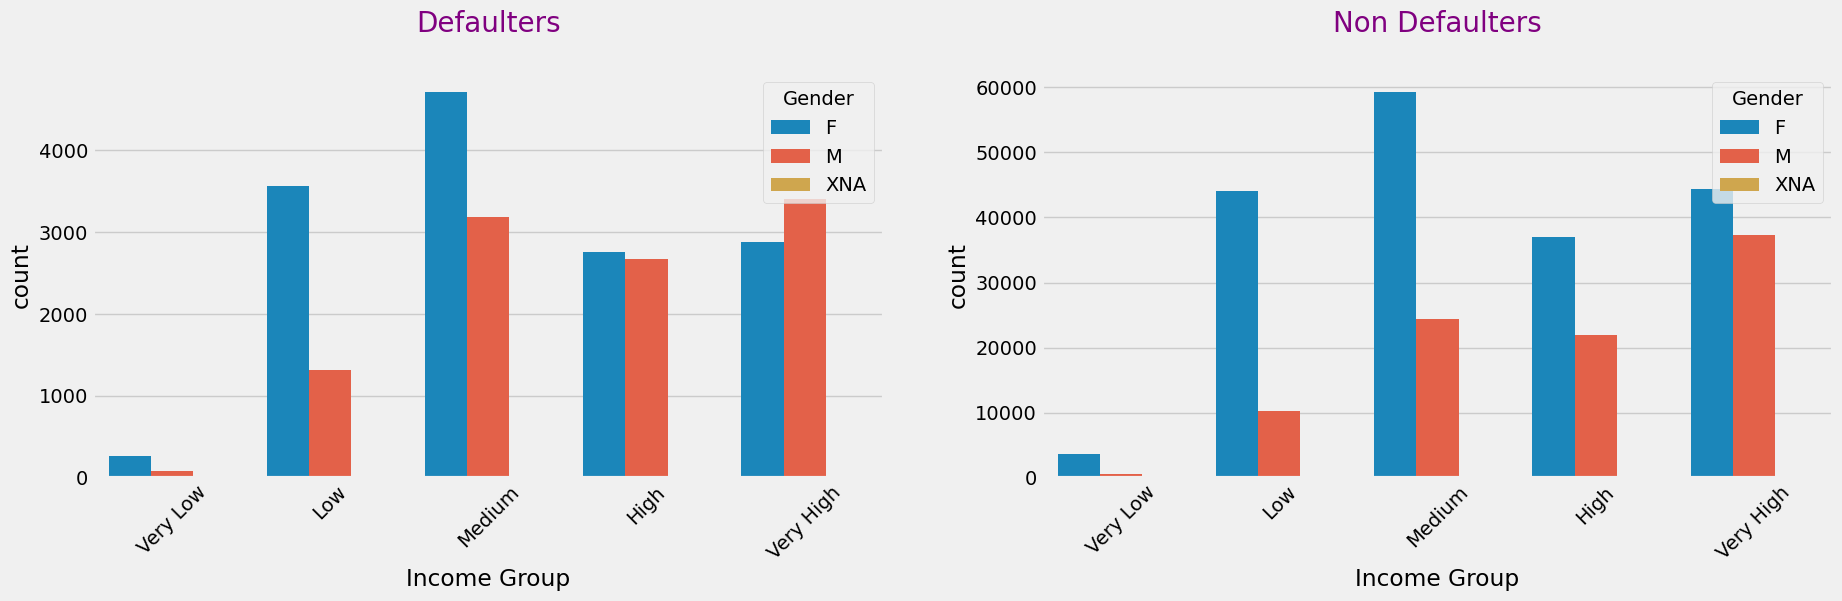 Defaulters
Gender
F
M
XNA
4000
3000
2000
1000
0
count
Very Low
Low
Medium
High
Very High
Income Group
Non Defaulters
Gender
F
M
XNA
60000
50000
40000
30000
20000
10000
0
count
Very Low
Low
Medium
High
Very High
Income Group